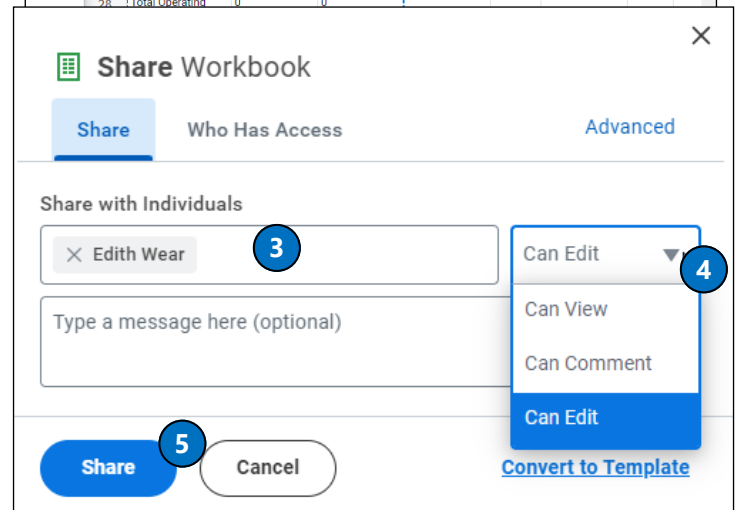 28 ! Total Operating 0 0 !
Share Workbook
Share Who Has Access Advanced
Share with Individuals
Edith Wear 3 Can Edit 4
Type a message here (optional)
Can View
Can Comment
Can Edit
5
Share Cancel Convert to Template